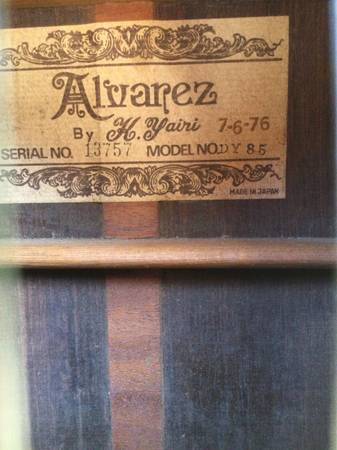 Alvarez
By K. Yairi 7-6-76
SERIAL NO. 13757 MODEL NO. DY 85
MADE IN JAPAN